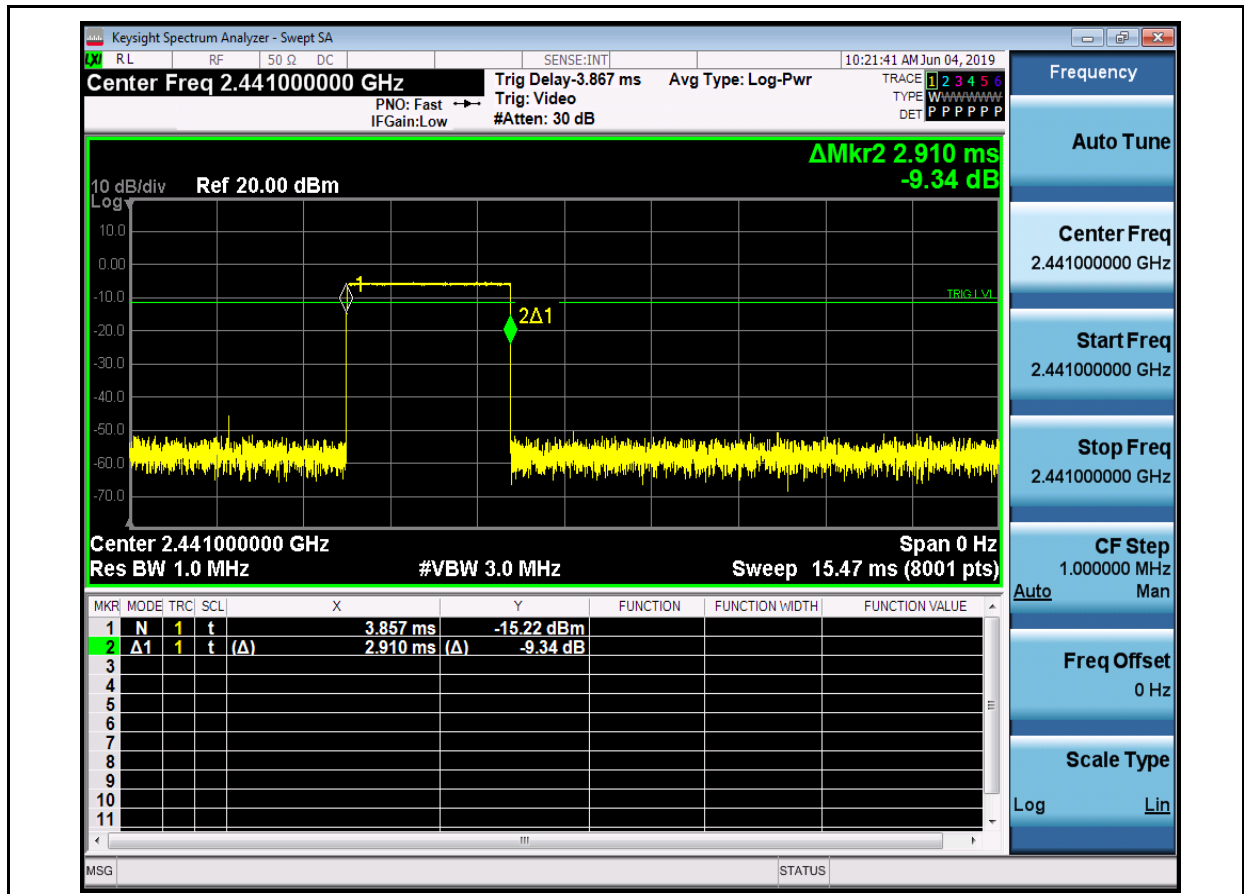 Keysight Spectrum Analyzer - Swept SA
LXI RL RF 50 Ω DC SENSE:INT 10:21:41 AM Jun 04, 2019
Center Freq 2.441000000 GHz
PNO: Fast
IFGain:Low
Trig Delay-3.867 ms
Trig: Video
#Atten: 30 dB
Avg Type: Log-Pwr
TRACE 1 2 3 4 5 6
TYPE WWWWWW
DET P P P P P P
ΔMkr2 2.910 ms
-9.34 dB
10 dB/div Ref 20.00 dBm
Log
10.0
0.00
-10.0
-20.0
-30.0
-40.0
-50.0
-60.0
-70.0
1
2Δ1
TRIG LVL
Center 2.441000000 GHz Span 0 Hz
Res BW 1.0 MHz #VBW 3.0 MHz Sweep 15.47 ms (8001 pts)
MKR MODE TRC SCL X Y FUNCTION FUNCTION WIDTH FUNCTION VALUE
1 N 1 t 3.857 ms -15.22 dBm
2 Δ1 1 t (Δ) 2.910 ms (Δ) -9.34 dB
3
4
5
6
7
8
9
10
11
MSG STATUS
Frequency
Auto Tune
Center Freq
2.441000000 GHz
Start Freq
2.441000000 GHz
Stop Freq
2.441000000 GHz
CF Step
1.000000 MHz
Auto Man
Freq Offset
0 Hz
Scale Type
Log Lin